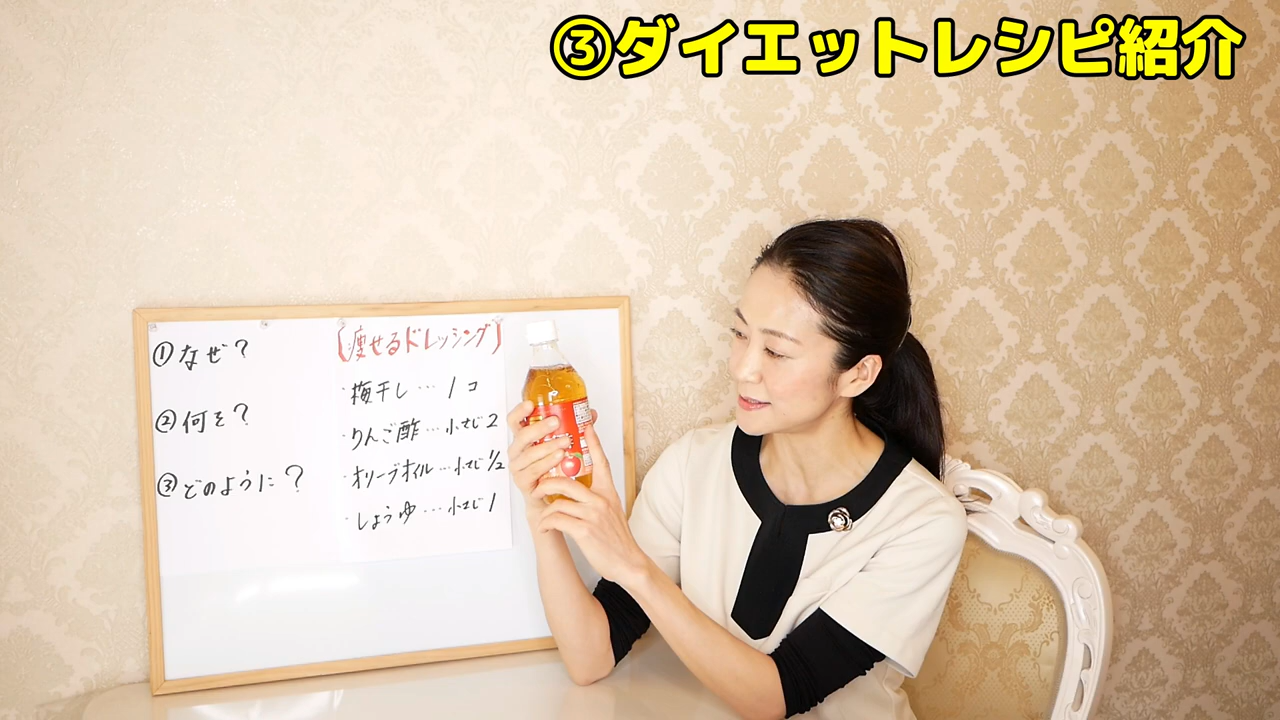 ③ダイエットレシピ紹介
①なぜ?
②何を?
③どのように?
〔痩せるドレッシング〕
・梅干し…1コ
・りんご酢…小さじ2
・オリーブオイル…小さじ1/2
・しょうゆ…小さじ1